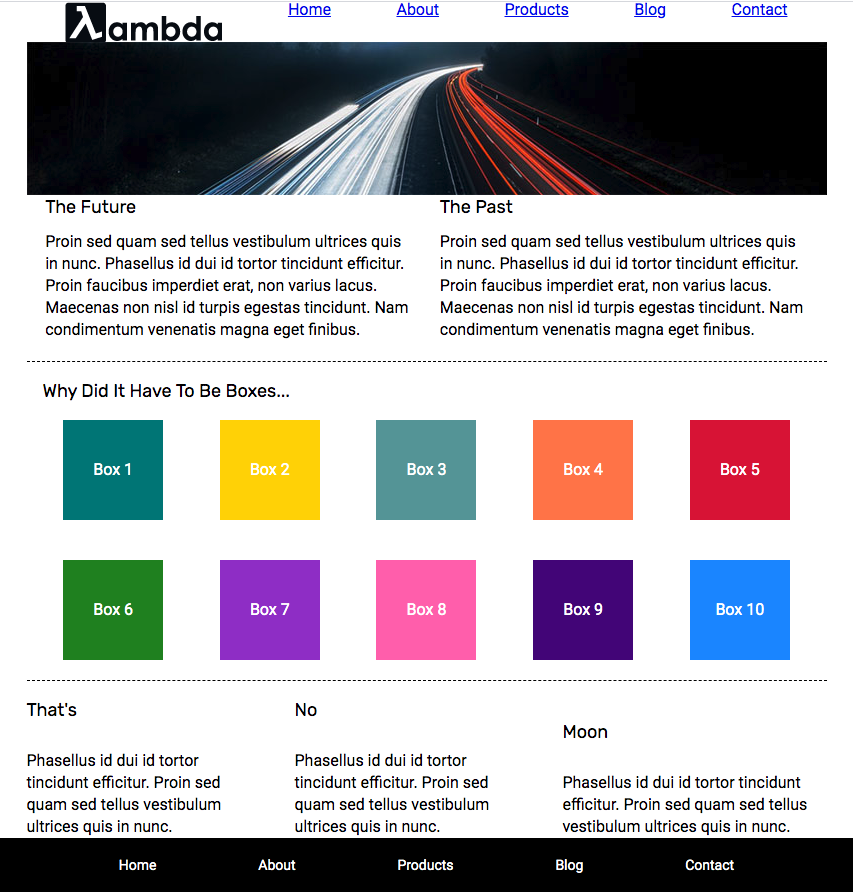 λambda Home About Products Blog Contact
The Future
Proin sed quam sed tellus vestibulum ultrices quis
in nunc. Phasellus id dui id tortor tincidunt efficitur.
Proin faucibus imperdiet erat, non varius lacus.
Maecenas non nisl id turpis egestas tincidunt. Nam
condimentum venenatis magna eget finibus.
The Past
Proin sed quam sed tellus vestibulum ultrices quis
in nunc. Phasellus id dui id tortor tincidunt efficitur.
Proin faucibus imperdiet erat, non varius lacus.
Maecenas non nisl id turpis egestas tincidunt. Nam
condimentum venenatis magna eget finibus.
Why Did It Have To Be Boxes...
Box 1 Box 2 Box 3 Box 4 Box 5
Box 6 Box 7 Box 8 Box 9 Box 10
That's
Phasellus id dui id tortor
tincidunt efficitur. Proin sed
quam sed tellus vestibulum
ultrices quis in nunc.
No
Phasellus id dui id tortor
tincidunt efficitur. Proin sed
quam sed tellus vestibulum
ultrices quis in nunc.
Moon
Phasellus id dui id tortor tincidunt
efficitur. Proin sed quam sed tellus
vestibulum ultrices quis in nunc.
Home About Products Blog Contact